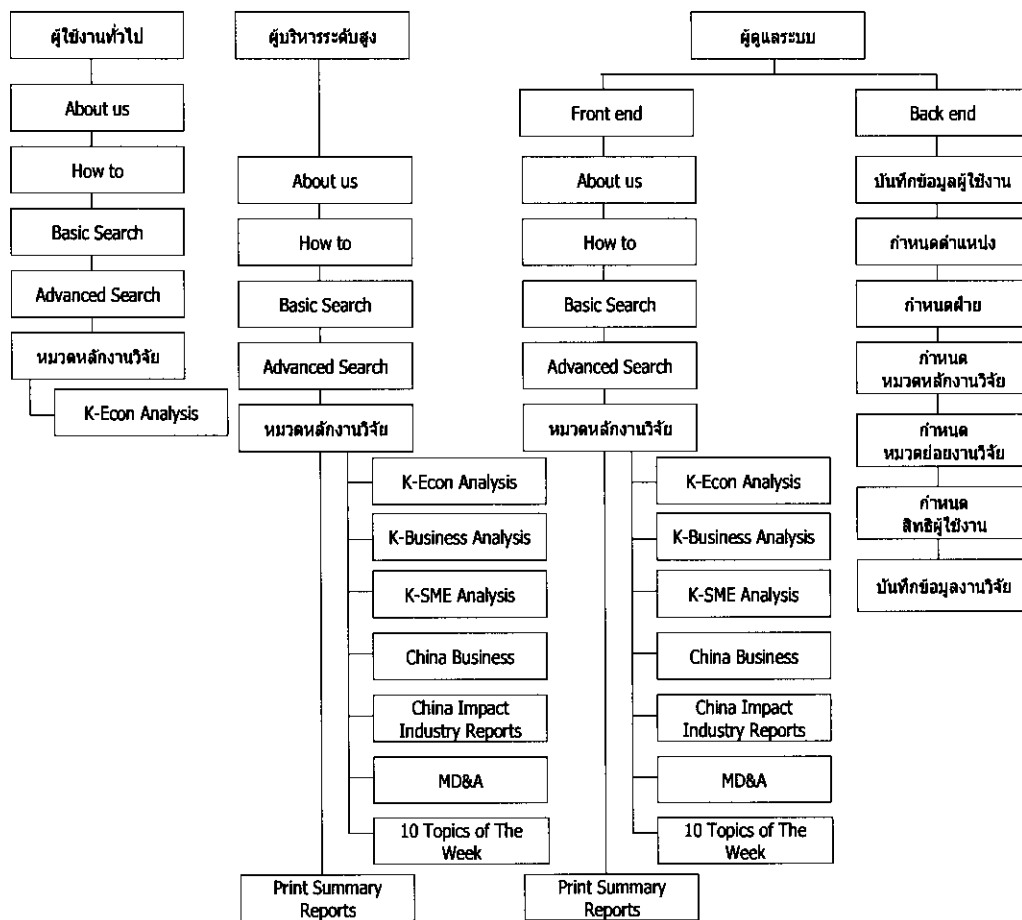 ผู้ใช้งานทั่วไป
About us
How to
Basic Search
Advanced Search
หมวดหลักงานวิจัย
K-Econ Analysis
ผู้บริหารระดับสูง
About us
How to
Basic Search
Advanced Search
หมวดหลักงานวิจัย
K-Econ Analysis
K-Business Analysis
K-SME Analysis
China Business
China Impact
Industry Reports
MD&A
10 Topics of The
Week
Print Summary
Reports
ผู้ดูแลระบบ
Front end
About us
How to
Basic Search
Advanced Search
หมวดหลักงานวิจัย
K-Econ Analysis
K-Business Analysis
K-SME Analysis
China Business
China Impact
Industry Reports
MD&A
10 Topics of The
Week
Print Summary
Reports
Back end
บันทึกข้อมูลผู้ใช้งาน
กำหนดตำแหน่ง
กำหนดฝ่าย
กำหนด
หมวดหลักงานวิจัย
กำหนด
หมวดย่อยงานวิจัย
กำหนด
สิทธิผู้ใช้งาน
บันทึกข้อมูลงานวิจัย